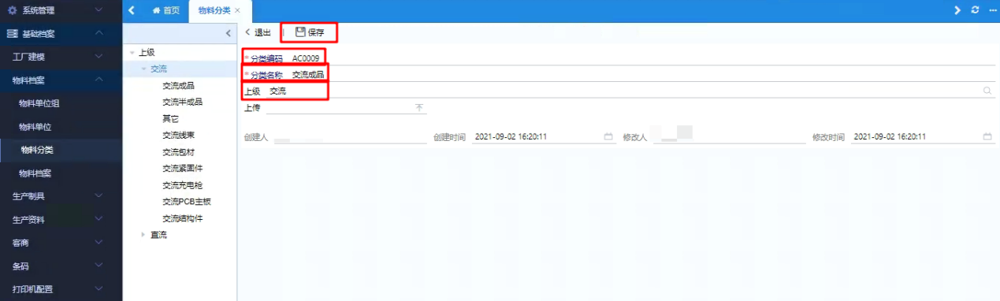 系统管理
首页
物料分类 ×
基础档案
退出
保存
工厂建模
物料档案
物料单位组
物料单位
物料分类
物料档案
生产制具
生产资料
客商
条码
打印机配置
上级
交流
交流成品
交流半成品
其它
交流线束
交流包材
交流紧固件
交流充电枪
交流PCB主板
交流结构件
直流
* 分类编码 AC0009
* 分类名称 交流成品
上级 交流
上传
创建人 创建时间 2021-09-02 16:20:11 修改人 修改时间 2021-09-02 16:20:11